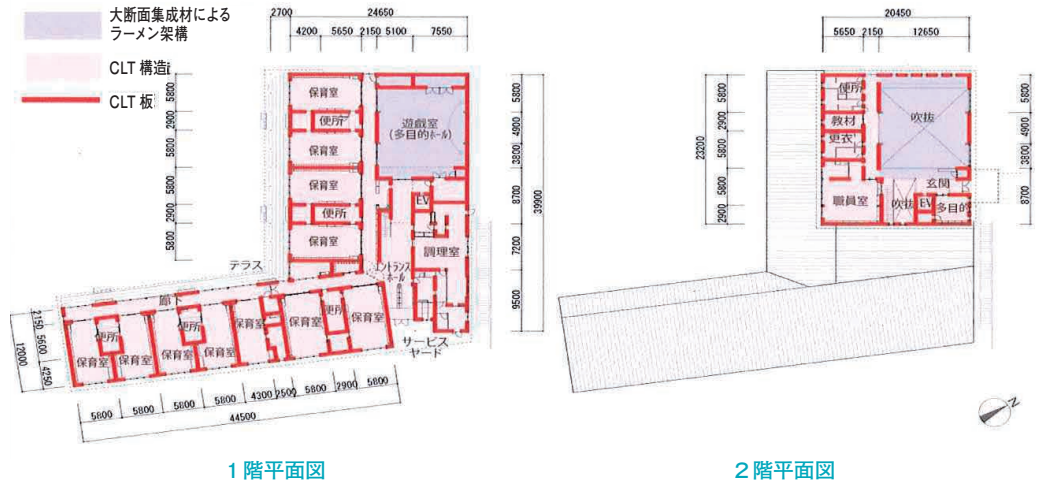 大断面集成材による
ラーメン架構
CLT 構造
CLT 板
2700
24650
4200
5650
2150
5100
7550
5800
2900
5800
5800
2900
5800
保育室
便所
保育室
保育室
便所
保育室
遊戯室
(多目的ホール)
EV
調理室
エントランス
ホール
5800
4900
3800
8700
7200
9500
39900
テラス
廊下
サービス
ヤード
保育室
便所
保育室
保育室
便所
保育室
保育室
保育室
便所
保育室
2150
5600
4250
12000
5800
5800
5800
5800
4300
2500
5800
2900
5800
44500
1階平面図
20450
5650
2150
12650
5800
2900
5800
5800
2900
23200
便所
教材
更衣
職員室
吹抜
吹抜
玄関
EV
多目的
5800
4900
3800
8700
N
2階平面図